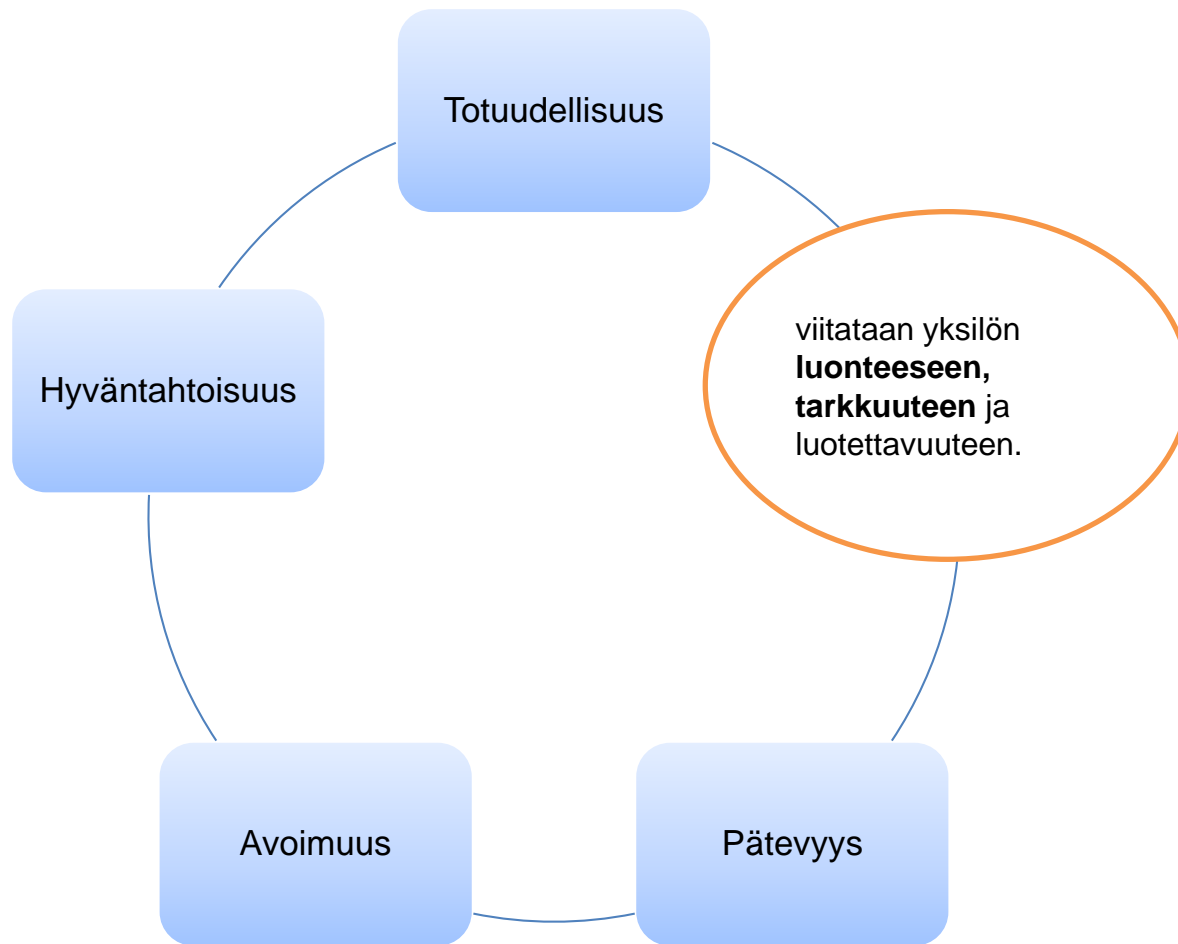 Totuudellisuus
viitataan yksilön
luonteeseen,
tarkkuuteen ja
luotettavuuteen.
Hyväntahtoisuus
Avoimuus
Pätevyys